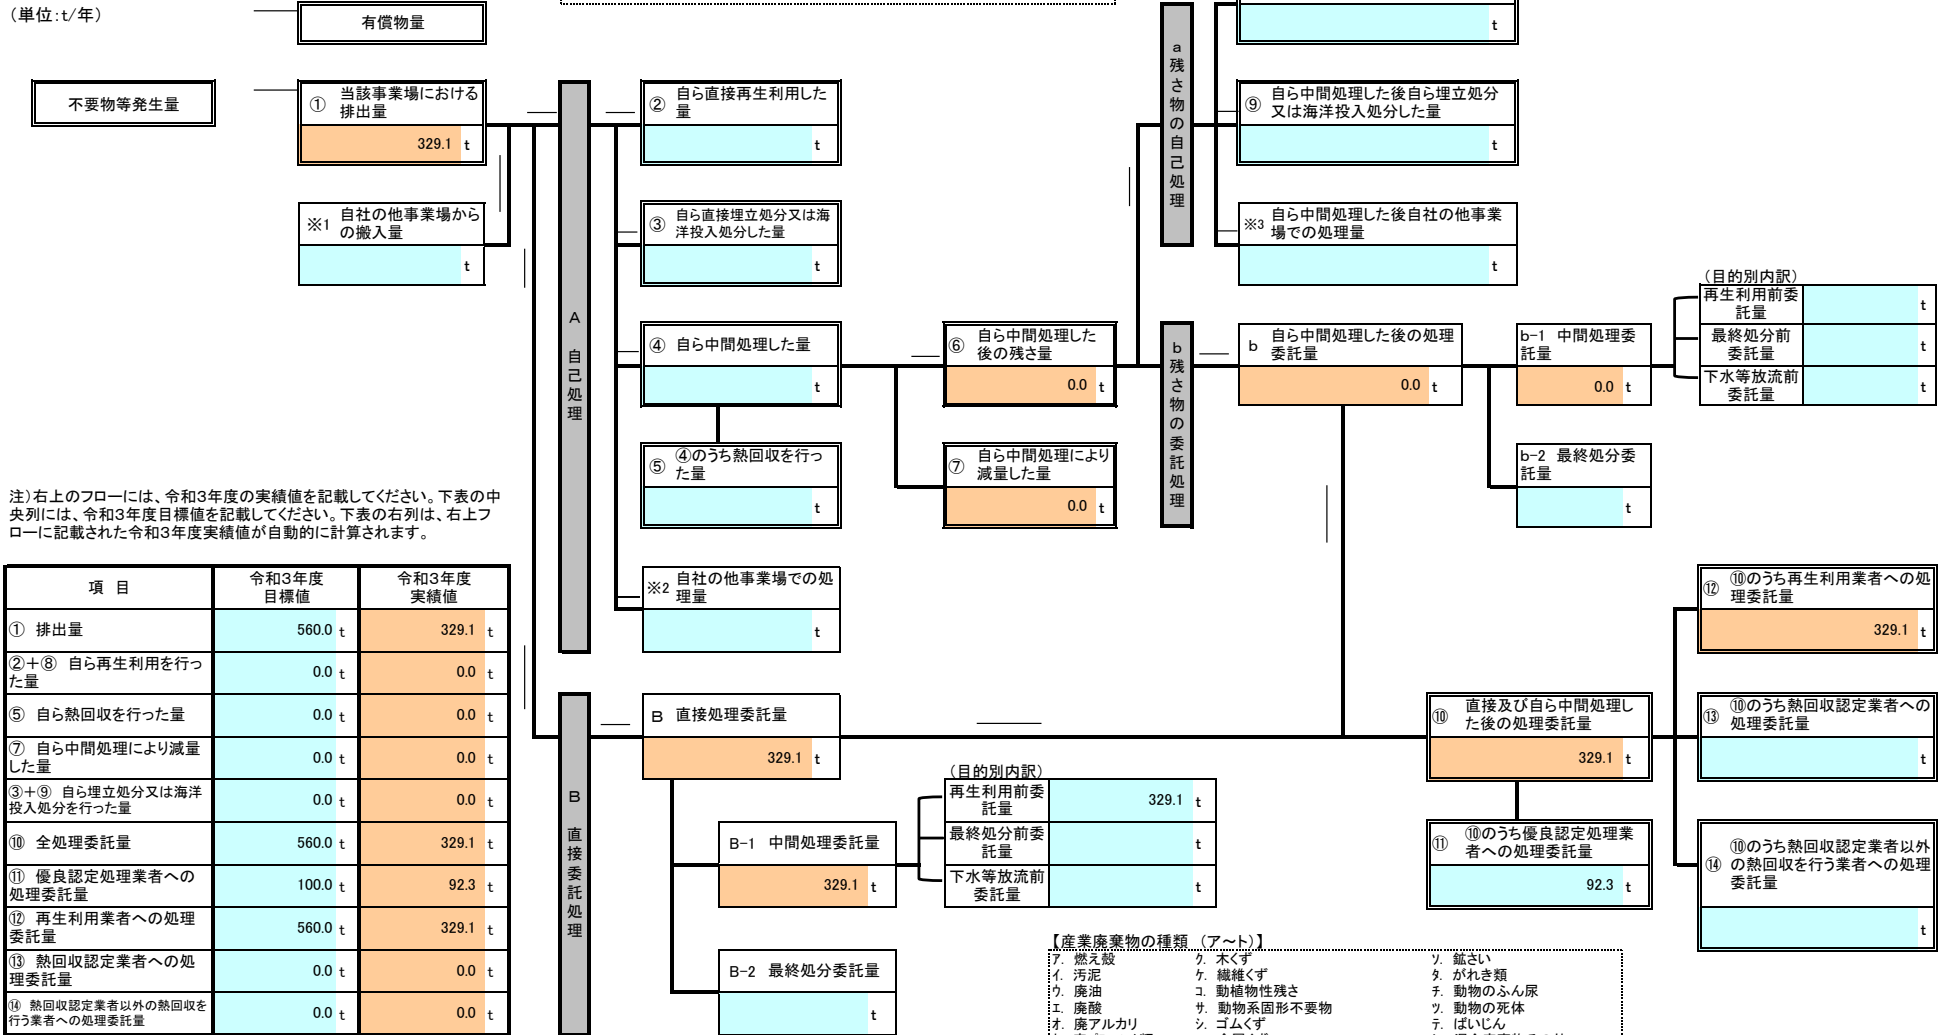 (単位:t/年)
有償物量
t
不要物等発生量
① 当該事業場における
排出量
329.1 t
※1 自社の他事業場から
の搬入量
t
A 自己処理
② 自ら直接再生利用した
量
t
③ 自ら直接埋立処分又は海
洋投入処分した量
t
④ 自ら中間処理した量
t
⑤ ④のうち熱回収を行っ
た量
t
※2 自社の他事業場での処
理量
t
⑥ 自ら中間処理した
後の残さ量
0.0 t
⑦ 自ら中間処理により
減量した量
0.0 t
a 残さ物の自己処理
⑨ 自ら中間処理した後自ら埋立処分
又は海洋投入処分した量
t
※3 自ら中間処理した後自社の他事業
場での処理量
t
b 残さ物の委託処理
b 自ら中間処理した後の処理
委託量
0.0 t
b-1 中間処理委
託量
0.0 t
b-2 最終処分委
託量
t
(目的別内訳)
再生利用前委
託量
t
最終処分前
委託量
t
下水等放流前
委託量
t
注)右上のフローには、令和3年度の実績値を記載してください。下表の中
央列には、令和3年度目標値を記載してください。下表の右列は、右上フ
ローに記載された令和3年度実績値が自動的に計算されます。
項 目 令和3年度
目標値 令和3年度
実績値
① 排出量 560.0 t 329.1 t
②+⑧ 自ら再生利用を行っ
た量 0.0 t 0.0 t
⑤ 自ら熱回収を行った量 0.0 t 0.0 t
⑦ 自ら中間処理により減量
した量 0.0 t 0.0 t
③+⑨ 自ら埋立処分又は海洋
投入処分を行った量 0.0 t 0.0 t
⑩ 全処理委託量 560.0 t 329.1 t
⑪ 優良認定処理業者への
処理委託量 100.0 t 92.3 t
⑫ 再生利用業者への処理
委託量 560.0 t 329.1 t
⑬ 熱回収認定業者への処
理委託量 0.0 t 0.0 t
⑭ 熱回収認定業者以外の熱回収を
行う業者への処理委託量 0.0 t 0.0 t
B 直接委託処理
B 直接処理委託量
329.1 t
B-1 中間処理委託量
329.1 t
B-2 最終処分委託量
t
(目的別内訳)
再生利用前委
託量
329.1 t
最終処分前委
託量
t
下水等放流前
委託量
t
⑩ 直接及び自ら中間処理し
た後の処理委託量
329.1 t
⑪ ⑩のうち優良認定処理業
者への処理委託量
92.3 t
⑫ ⑩のうち再生利用業者への処
理委託量
329.1 t
⑬ ⑩のうち熱回収認定業者への
処理委託量
t
⑭ ⑩のうち熱回収認定業者以外
の熱回収を行う業者への処理
委託量
t
【産業廃棄物の種類 (ア~ト)】
ア. 燃え殻 ク. 木くず ソ. 鉱さい
イ. 汚泥 ケ. 繊維くず タ. がれき類
ウ. 廃油 コ. 動植物性残さ チ. 動物のふん尿
エ. 廃酸 サ. 動物系固形不要物 ツ. 動物の死体
オ. 廃アルカリ シ. ゴムくず テ. ばいじん